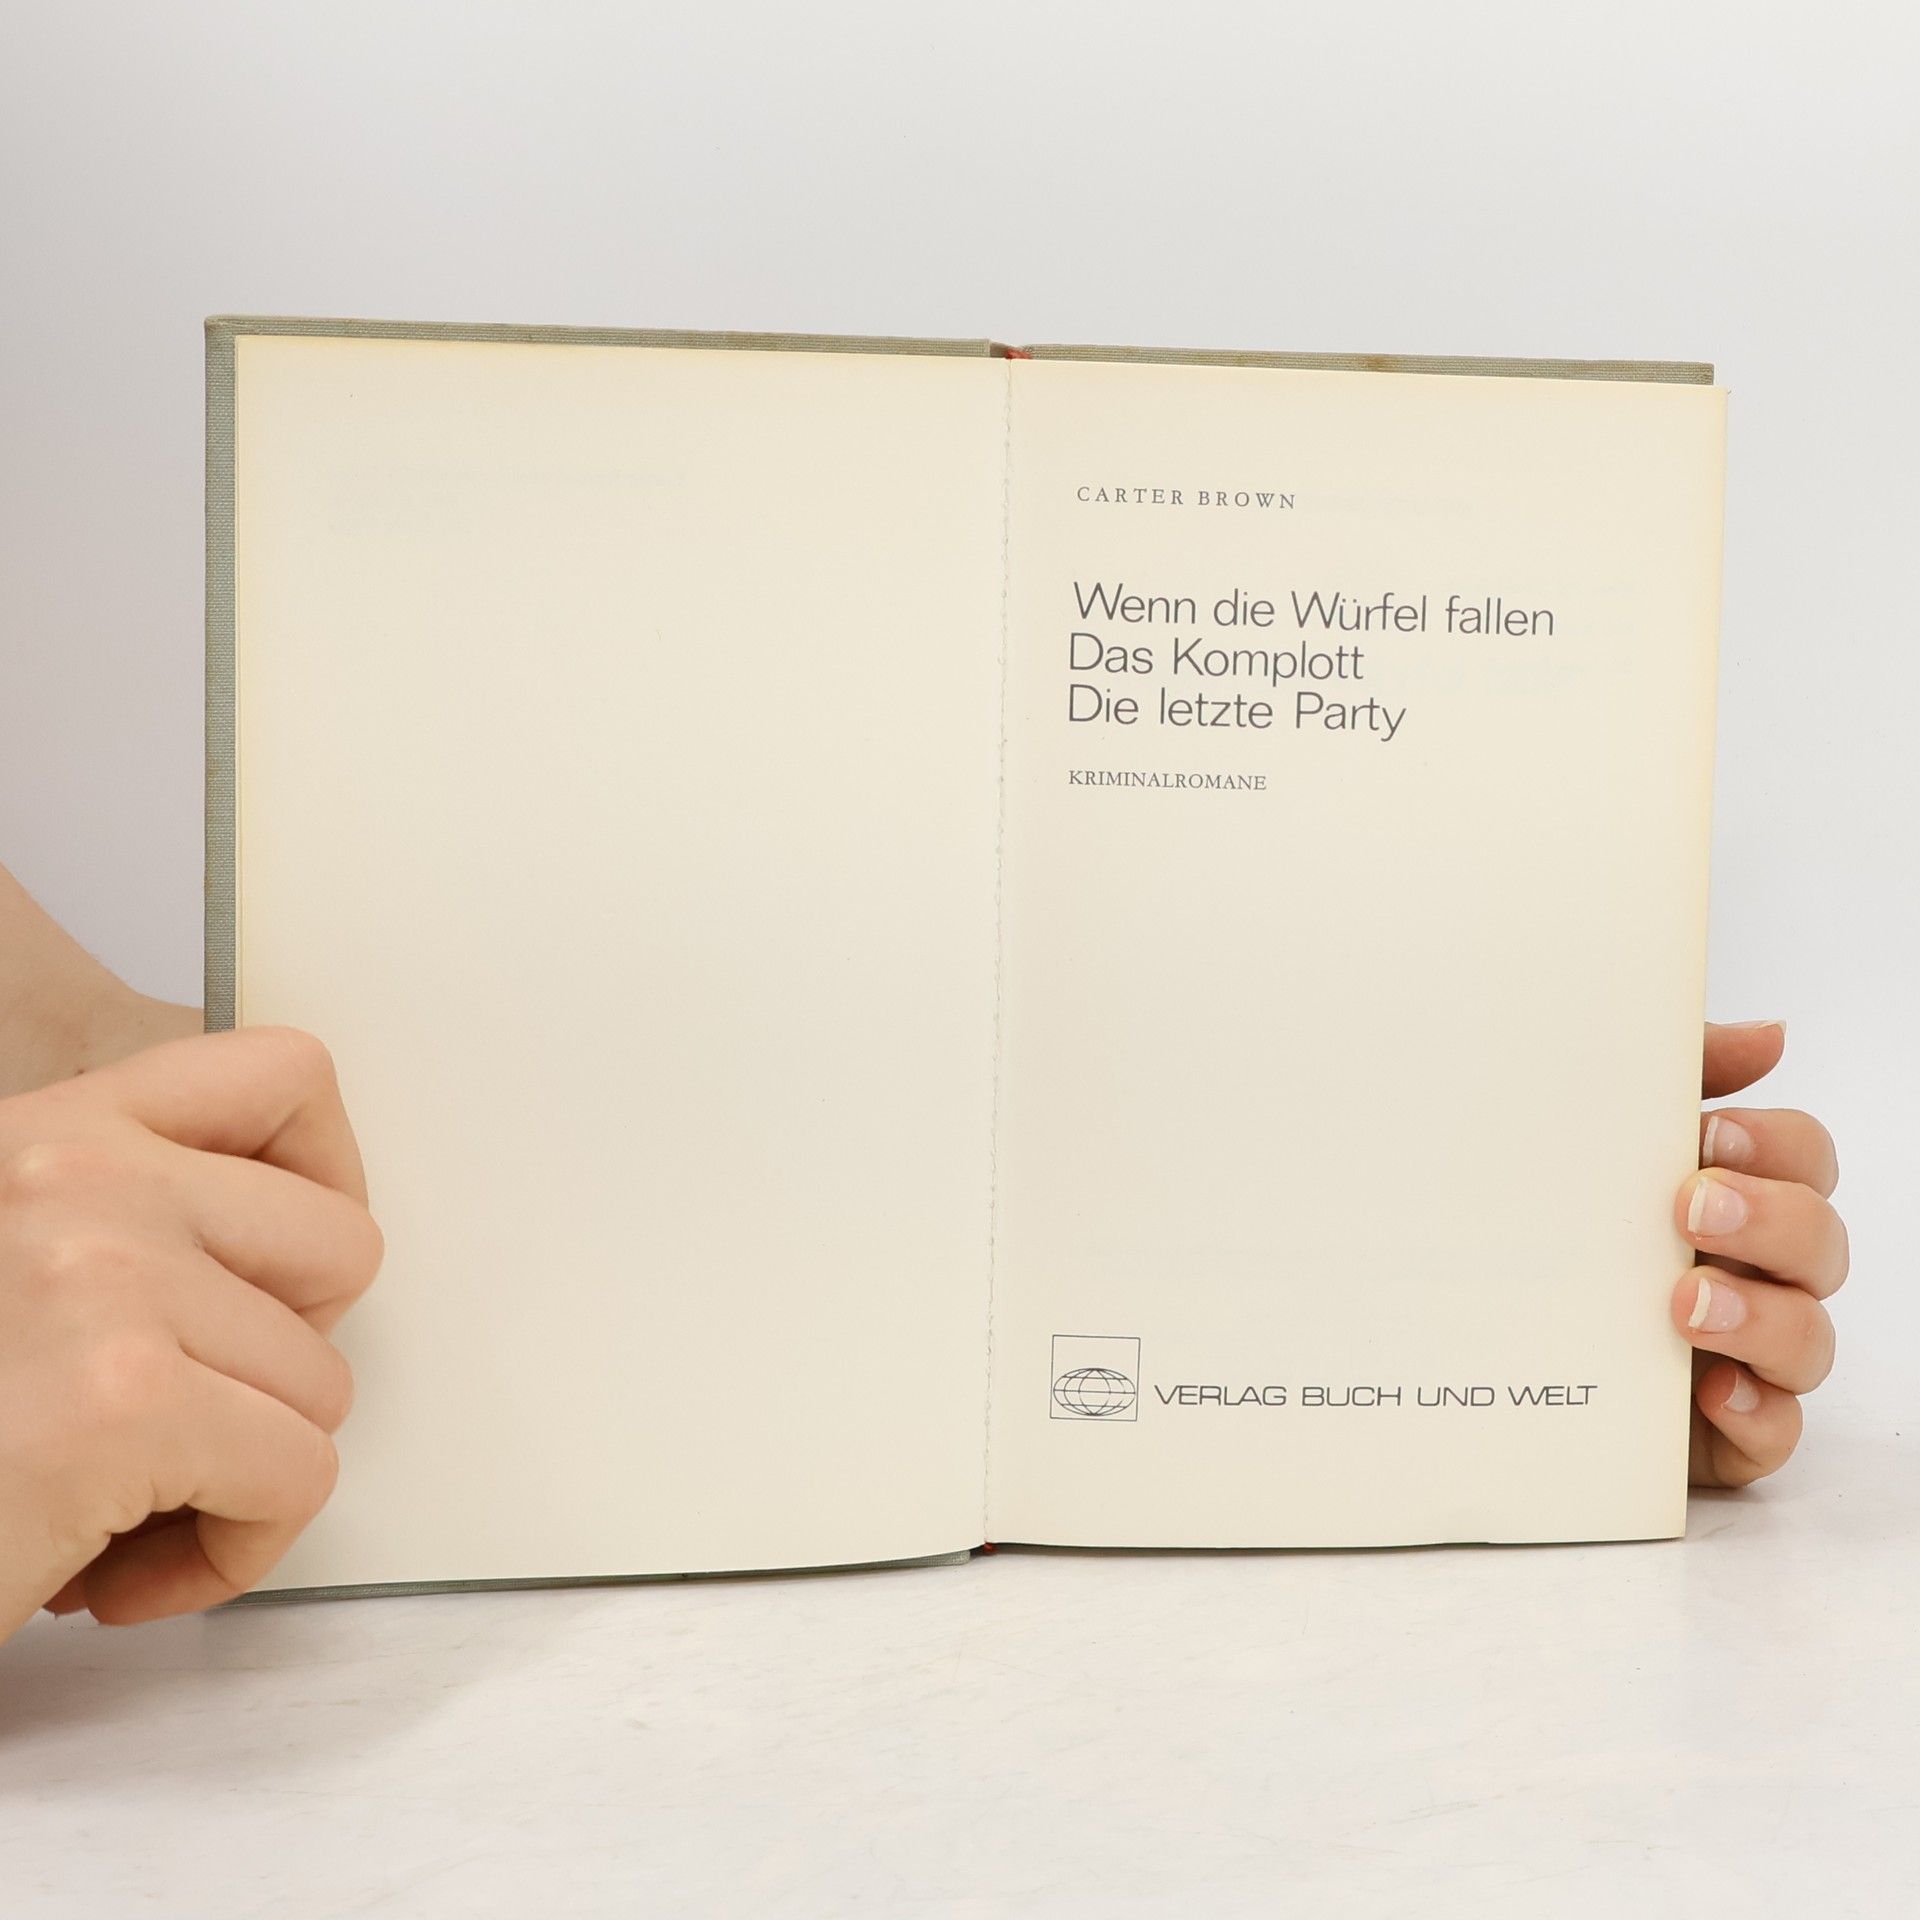 CARTER BROWN
Wenn die Würfel fallen
Das Komplott
Die letzte Party
KRIMINALROMANE
VERLAG BUCH UND WELT